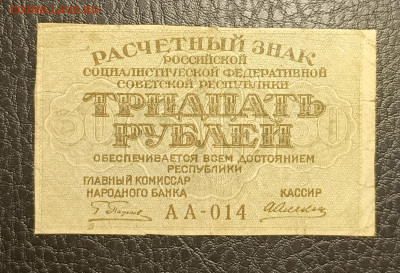 РАСЧЕТНЫЙ ЗНАК
РОССИЙСКОЙ
СОЦИАЛИСТИЧЕСКОЙ ФЕДЕРАТИВНОЙ
СОВЕТСКОЙ РЕСПУБЛИКИ
ТРИДЦАТЬ
РУБЛЕЙ
ОБЕСПЕЧИВАЕТСЯ ВСЕМ ДОСТОЯНИЕМ
РЕСПУБЛИКИ
ГЛАВНЫЙ КОМИССАР
НАРОДНОГО БАНКА
КАССИР
АА-014